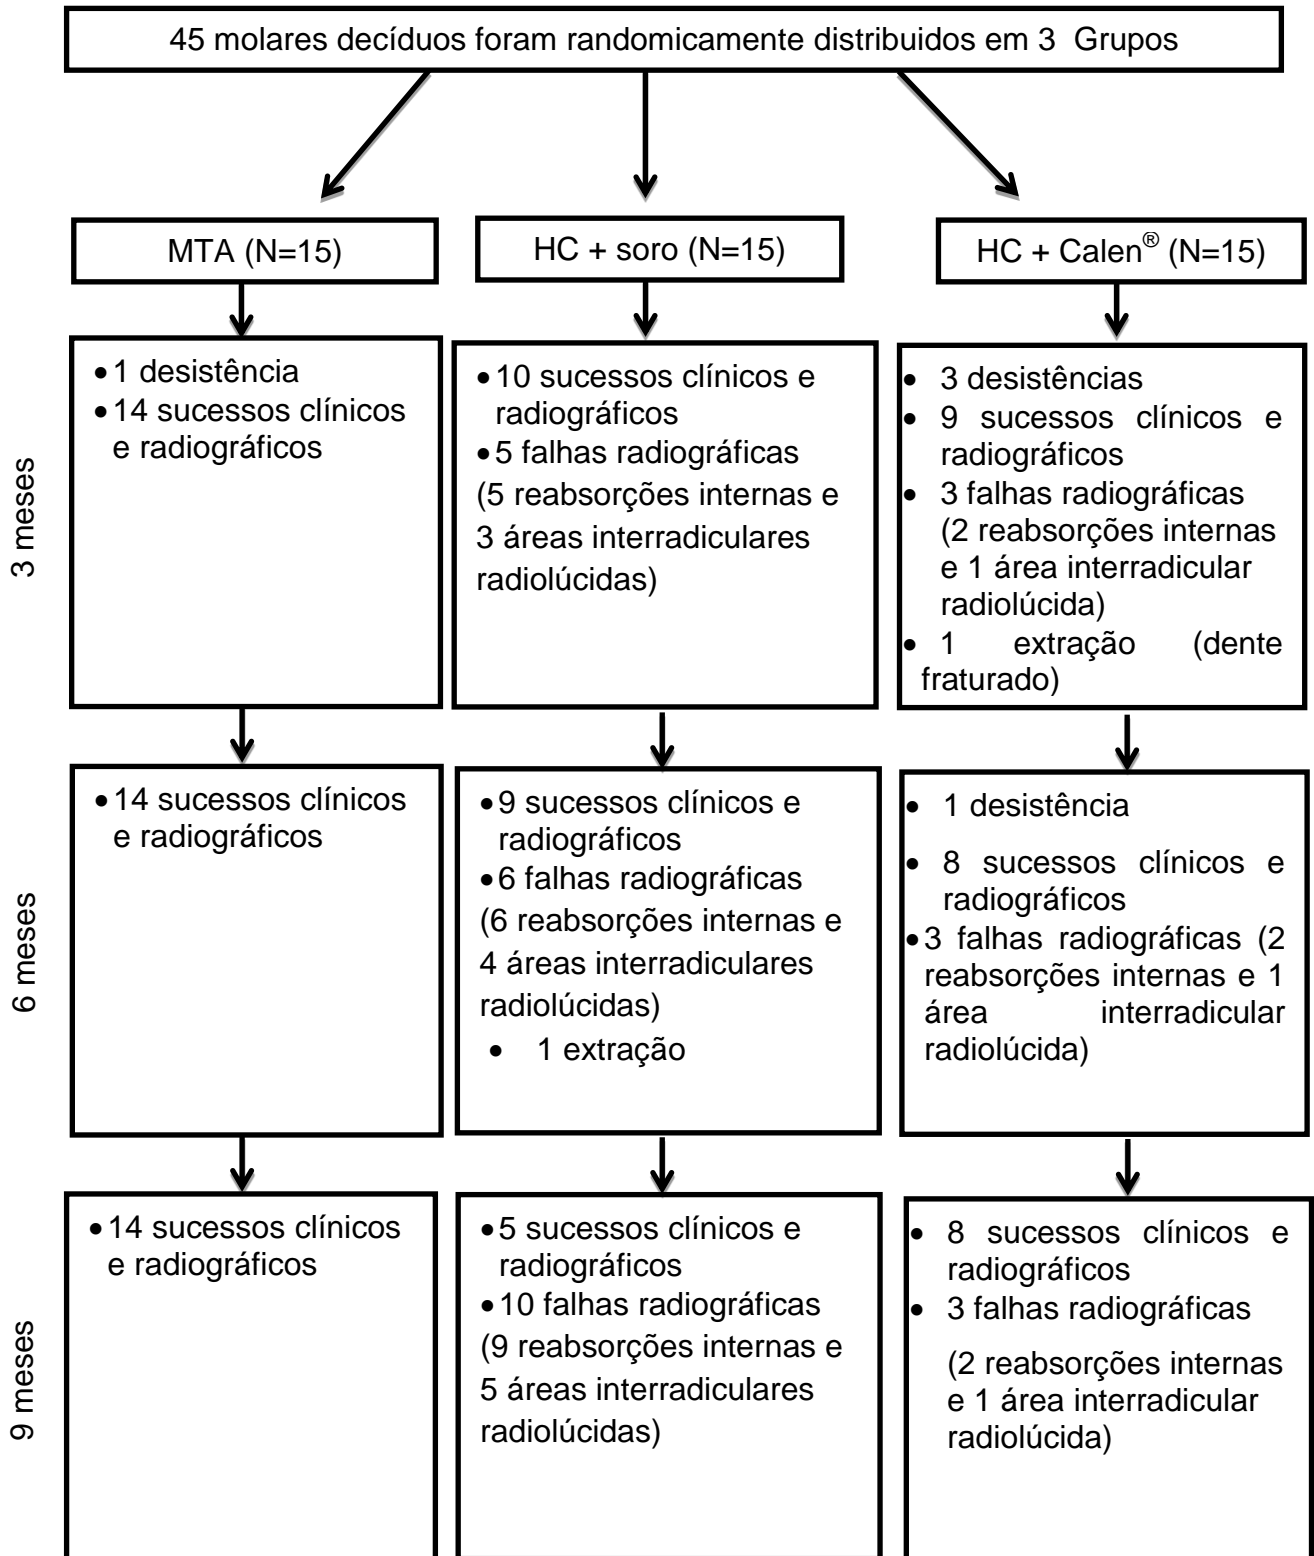 45 molares decíduos foram randomicamente distribuidos em 3 Grupos
MTA (N=15)
HC + soro (N=15)
HC + Calen® (N=15)
3 meses
• 1 desistência
• 14 sucessos clínicos
e radiográficos
• 10 sucessos clínicos e
radiográficos
• 5 falhas radiográficas
(5 reabsorções internas e
3 áreas interradiculares
radiolúcidas)
• 3 desistências
• 9 sucessos clínicos e
radiográficos
• 3 falhas radiográficas
(2 reabsorções internas
e 1 área interradicular
radiolúcida)
• 1 extração (dente
fraturado)
6 meses
• 14 sucessos clínicos
e radiográficos
• 9 sucessos clínicos e
radiográficos
• 6 falhas radiográficas
(6 reabsorções internas e
4 áreas interradiculares
radiolúcidas)
• 1 extração
• 1 desistência
• 8 sucessos clínicos e
radiográficos
• 3 falhas radiográficas (2
reabsorções internas e 1
área interradicular
radiolúcida)
9 meses
• 14 sucessos clínicos
e radiográficos
• 5 sucessos clínicos e
radiográficos
• 10 falhas radiográficas
(9 reabsorções internas e
5 áreas interradiculares
radiolúcidas)
• 8 sucessos clínicos e
radiográficos
• 3 falhas radiográficas
(2 reabsorções internas
e 1 área interradicular
radiolúcida)